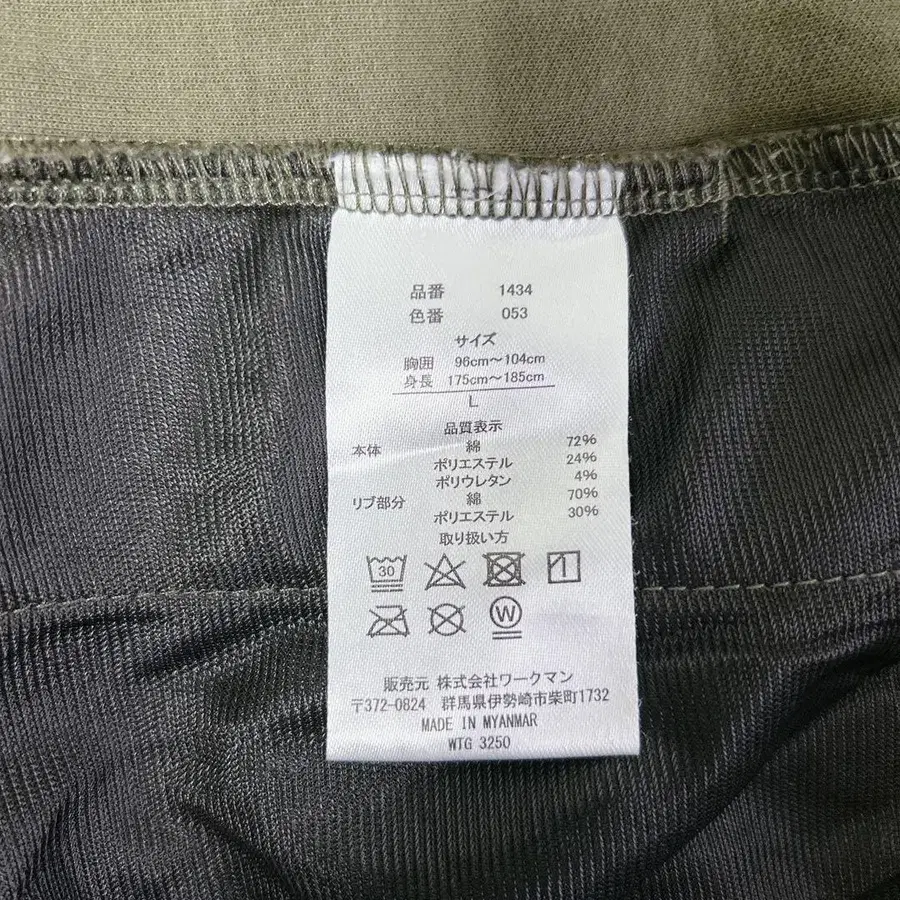 品番 1434
色番 053
サイズ
胸囲 96cm～104cm
身長 175cm～185cm
L
品質表示
本体 綿 72%
ポリエステル 24%
ポリウレタン 4%
リブ部分 綿 70%
ポリエステル 30%
取り扱い方
30
W
販売元 株式会社ワークマン
〒372-0824 群馬県伊勢崎市柴町1732
MADE IN MYANMAR
WTG 3250